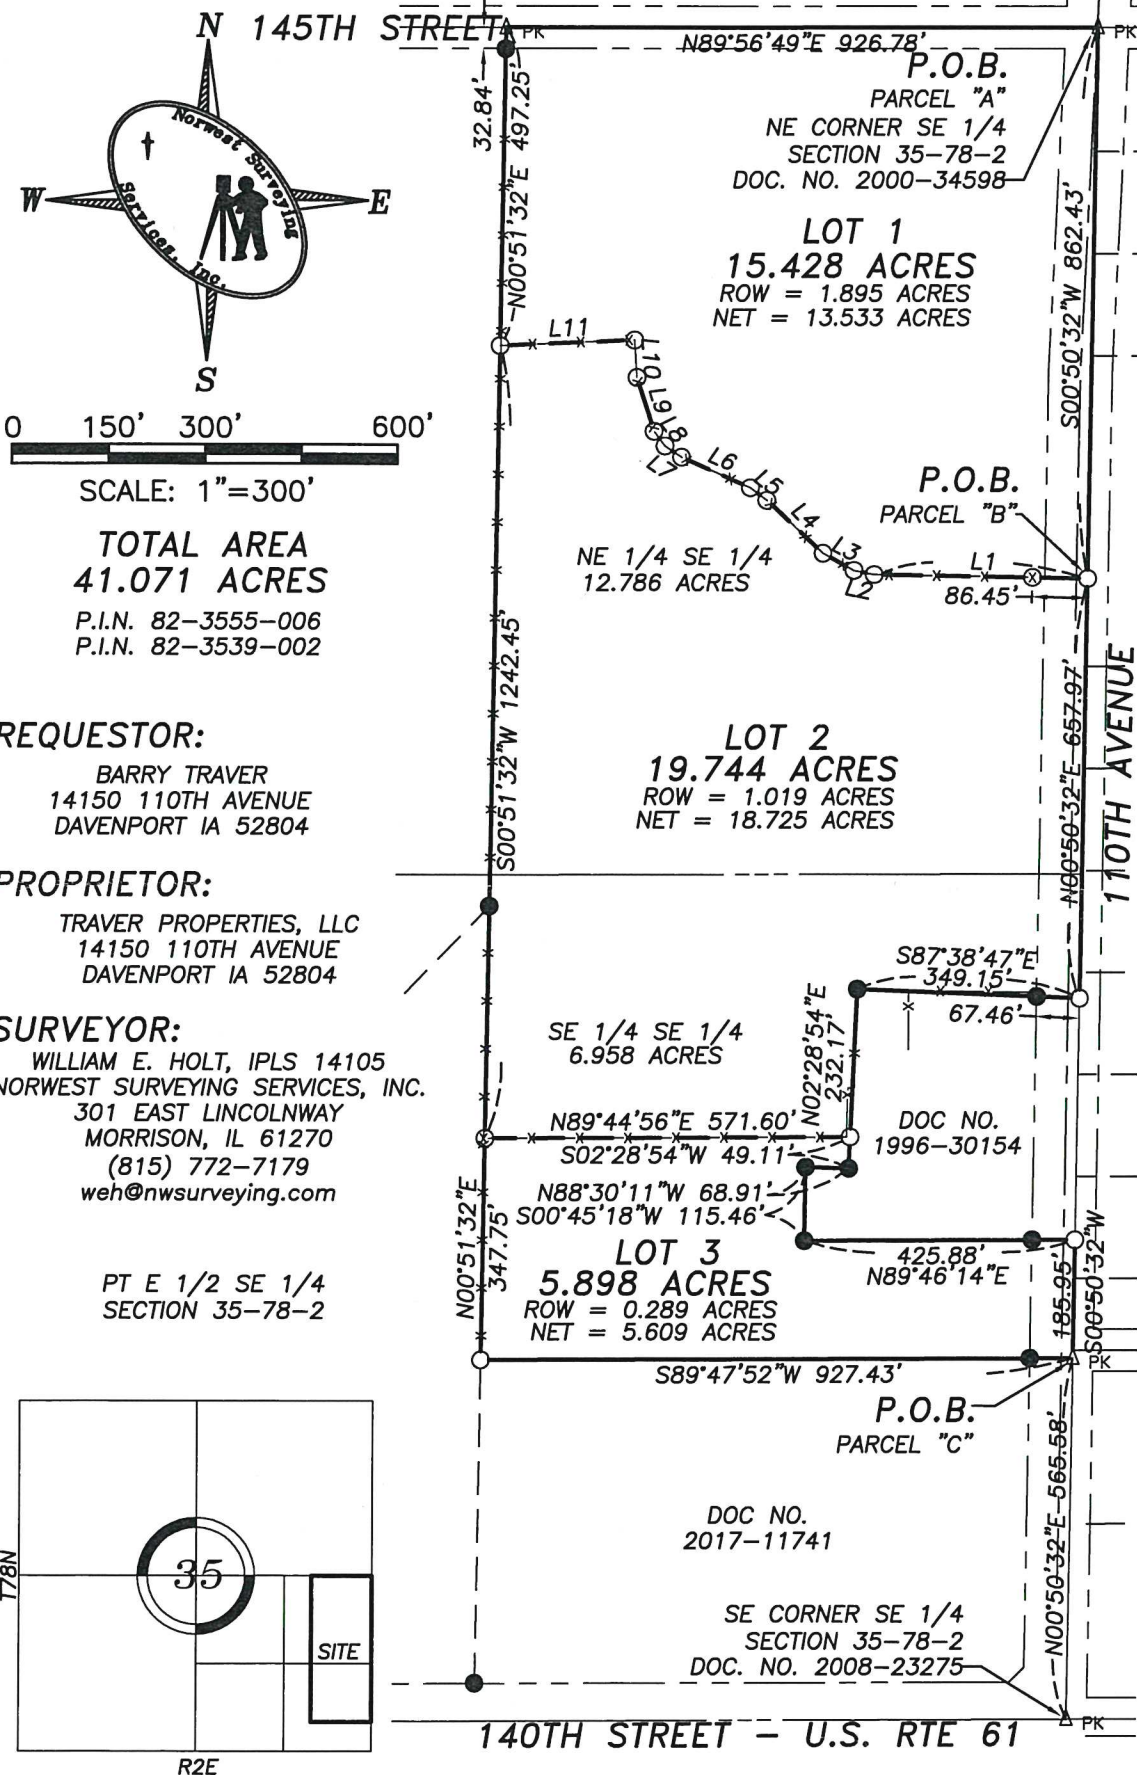 N
145TH STREET
PK
N89°56'49"E 926.78'
PK
P.O.B.
PARCEL "A"
NE CORNER SE 1/4
SECTION 35-78-2
DOC. NO. 2000-34598
32.84'
N00°51'32"E 497.25'
Norwest Surveying
Services, Inc.
W
E
S
LOT 1
15.428 ACRES
ROW = 1.895 ACRES
NET = 13.533 ACRES
S00°50'32"W 862.43'
L11
L10
L9
L8
L7
L6
L5
L4
L3
L2
L1
86.45'
0 150' 300' 600'
SCALE: 1"=300'
P.O.B.
PARCEL "B"
TOTAL AREA
41.071 ACRES
P.I.N. 82-3555-006
P.I.N. 82-3539-002
NE 1/4 SE 1/4
12.786 ACRES
S00°51'32"W 1242.45'
N00°50'32"E 657.97'
110TH AVENUE
REQUESTOR:
BARRY TRAVER
14150 110TH AVENUE
DAVENPORT IA 52804
LOT 2
19.744 ACRES
ROW = 1.019 ACRES
NET = 18.725 ACRES
PROPRIETOR:
TRAVER PROPERTIES, LLC
14150 110TH AVENUE
DAVENPORT IA 52804
S87°38'47"E
349.15'
67.46'
SURVEYOR:
WILLIAM E. HOLT, IPLS 14105
NORWEST SURVEYING SERVICES, INC.
301 EAST LINCOLNWAY
MORRISON, IL 61270
(815) 772-7179
weh@nwsurveying.com
SE 1/4 SE 1/4
6.958 ACRES
N02°28'54"E
232.17'
DOC NO.
1996-30154
N89°44'56"E 571.60'
S02°28'54"W 49.11'
N88°30'11"W 68.91'
S00°45'18"W 115.46'
N00°51'32"E
347.75'
LOT 3
5.898 ACRES
ROW = 0.289 ACRES
NET = 5.609 ACRES
425.88'
N89°46'14"E
185.95'
S00°50'32"W
PK
PT E 1/2 SE 1/4
SECTION 35-78-2
S89°47'52"W 927.43'
P.O.B.
PARCEL "C"
N00°50'32"E 565.58'
DOC NO.
2017-11741
T78N
35
SITE
R2E
SE CORNER SE 1/4
SECTION 35-78-2
DOC. NO. 2008-23275
PK
140TH STREET - U.S. RTE 61